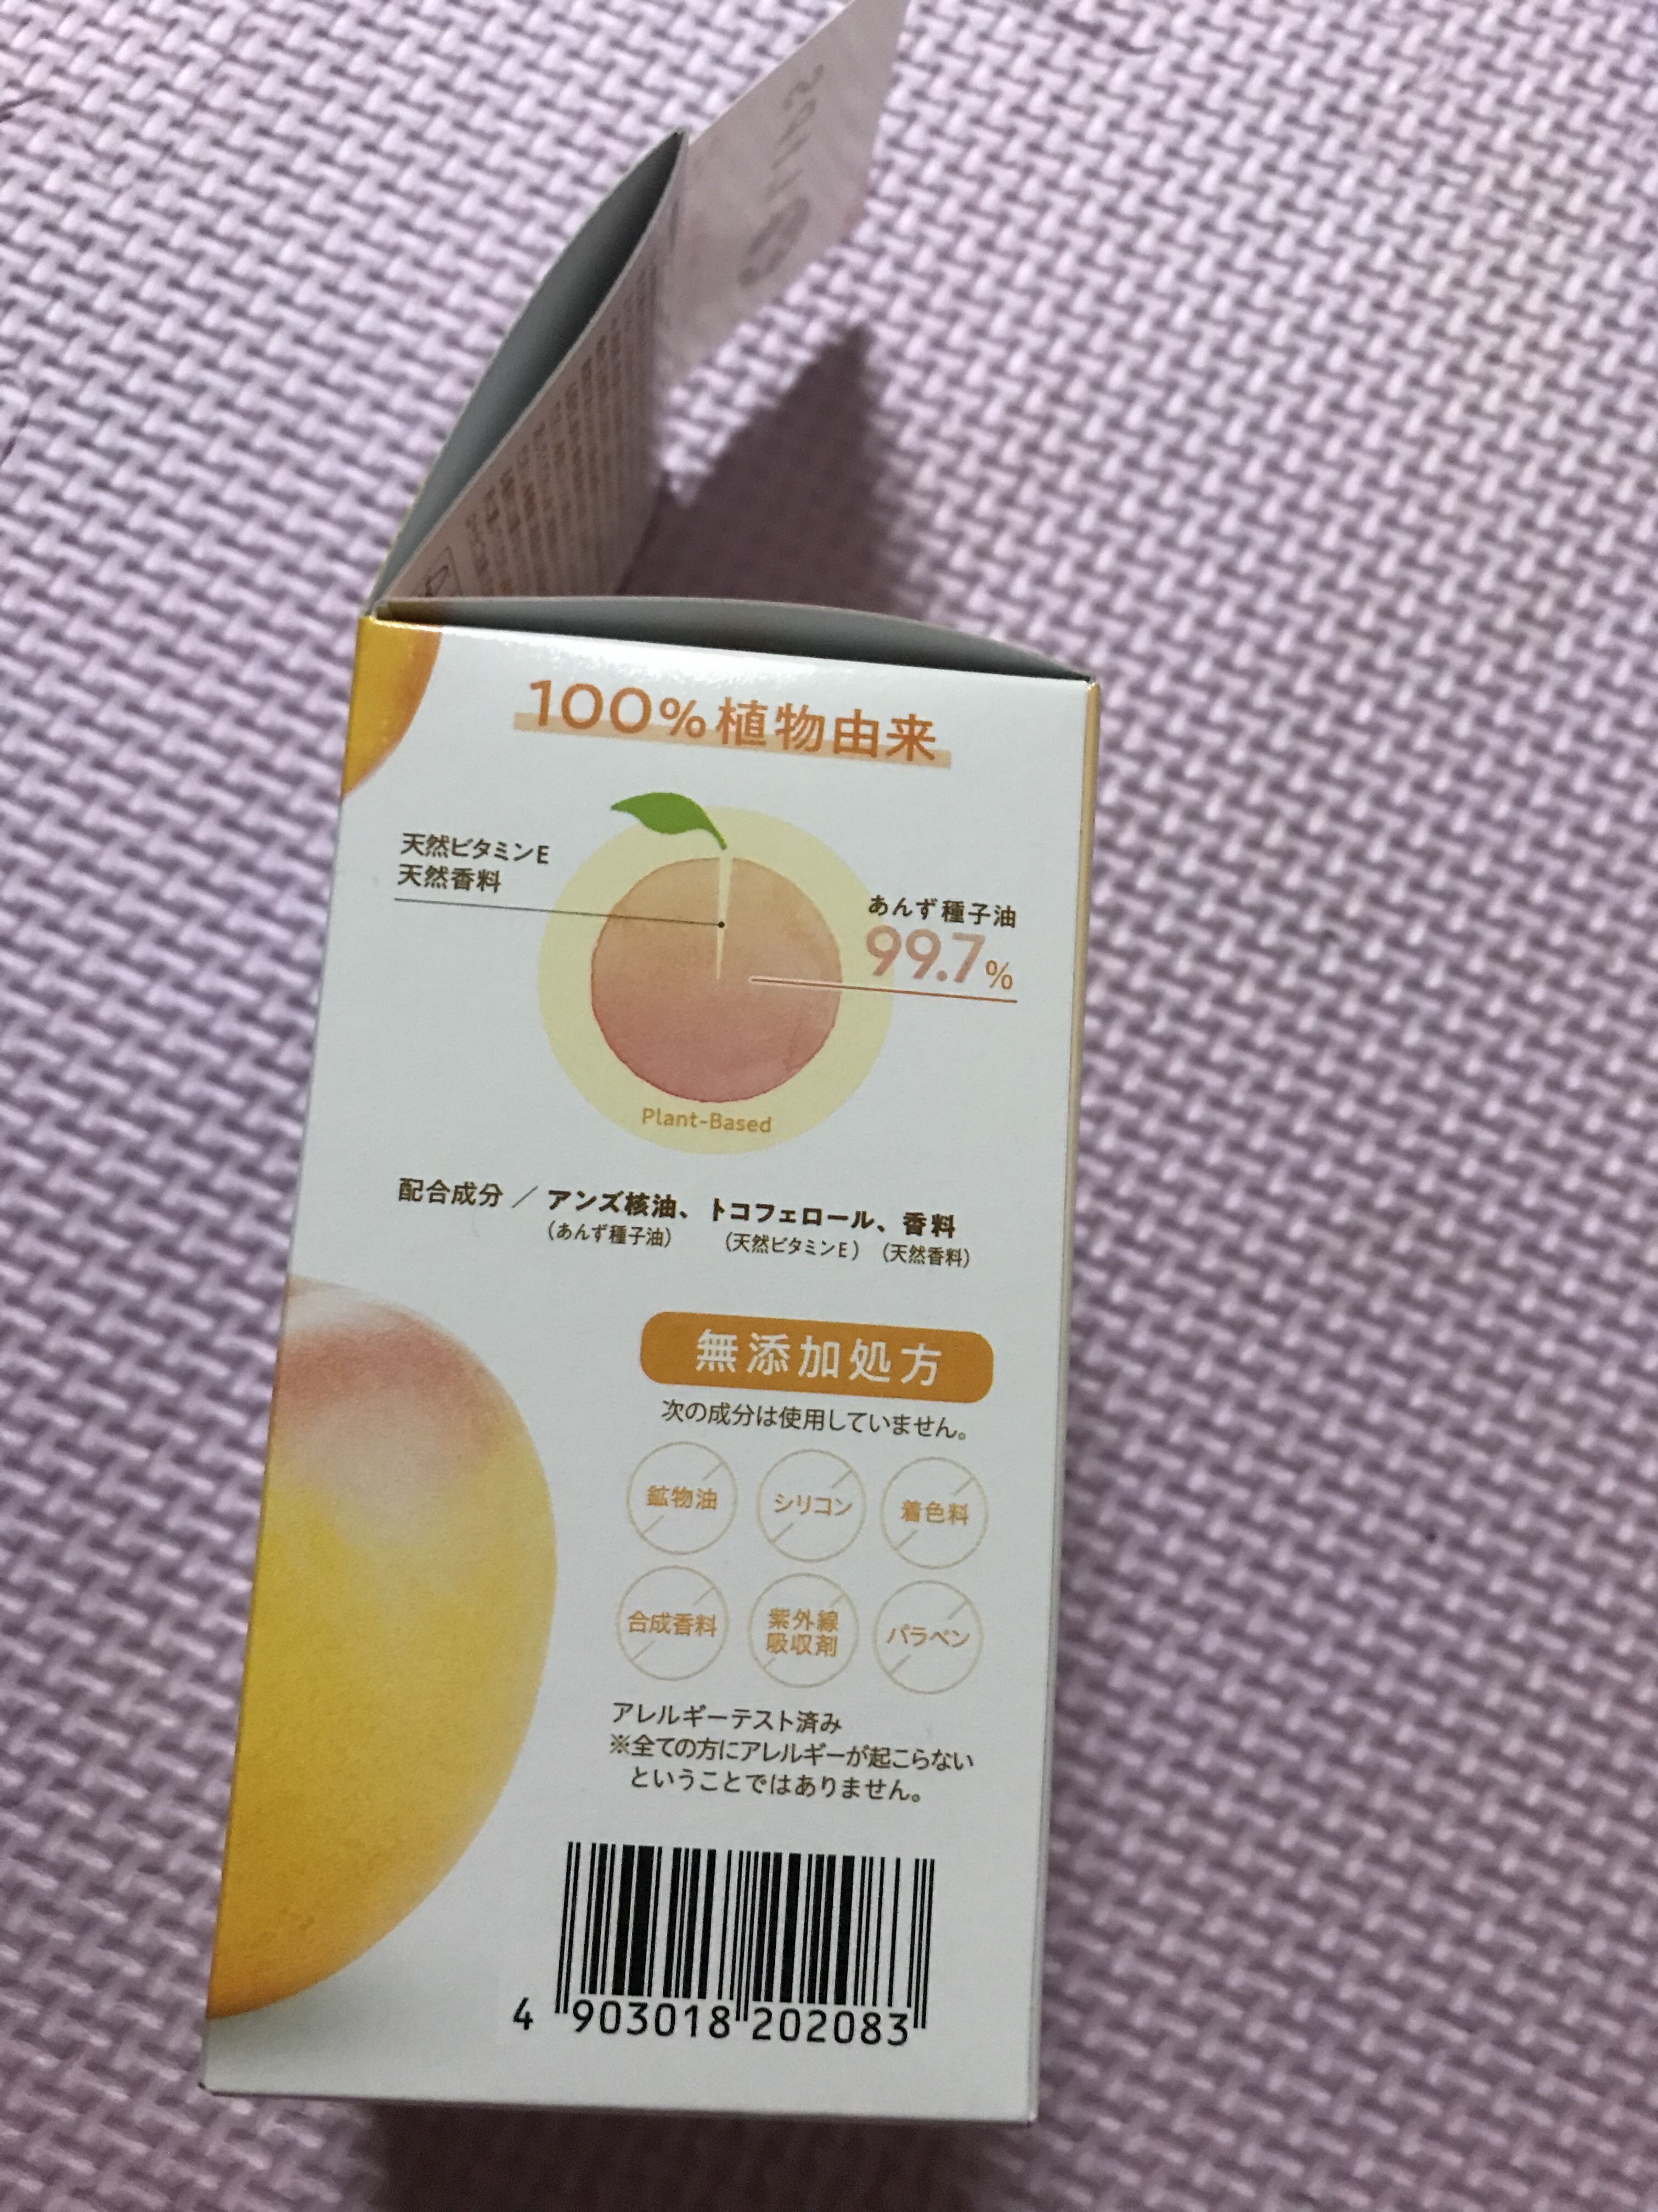 100%植物由来
天然ビタミンE
天然香料
あんず種子油
99.7%
Plant-Based
配合成分／アンズ核油、トコフェロール、香料
（あんず種子油） （天然ビタミンE） （天然香料）
無添加処方
次の成分は使用していません。
鉱物油 シリコン 着色料
合成香料 紫外線吸収剤 パラベン
アレルギーテスト済み
※全ての方にアレルギーが起こらない
ということではありません。
4 903018 202083